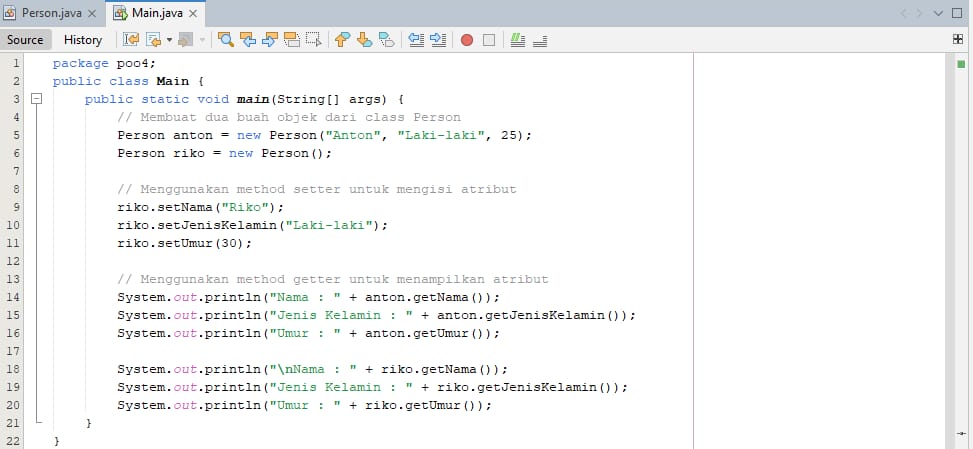 Person.java Main.java
Source History
1 package poo4;
2 public class Main {
3 public static void main(String[] args) {
4 // Membuat dua buah objek dari class Person
5 Person anton = new Person("Anton", "Laki-laki", 25);
6 Person riko = new Person();
7
8 // Menggunakan method setter untuk mengisi atribut
9 riko.setNama("Riko");
10 riko.setJenisKelamin("Laki-laki");
11 riko.setUmur(30);
12
13 // Menggunakan method getter untuk menampilkan atribut
14 System.out.println("Nama : " + anton.getNama());
15 System.out.println("Jenis Kelamin : " + anton.getJenisKelamin());
16 System.out.println("Umur : " + anton.getUmur());
17
18 System.out.println("\nNama : " + riko.getNama());
19 System.out.println("Jenis Kelamin : " + riko.getJenisKelamin());
20 System.out.println("Umur : " + riko.getUmur());
21 }
22 }